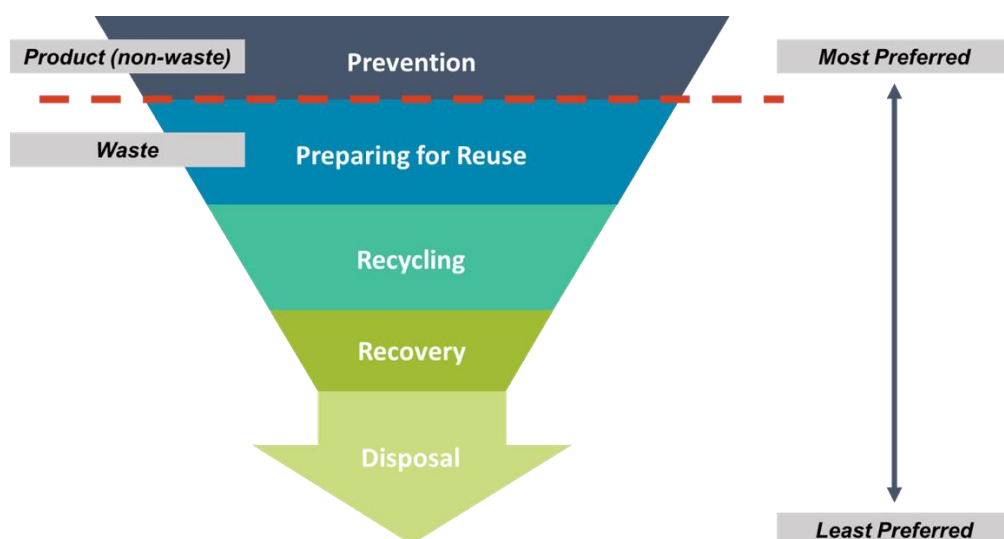 Product (non-waste)
Prevention
Most Preferred
Waste
Preparing for Reuse
Recycling
Recovery
Disposal
Least Preferred